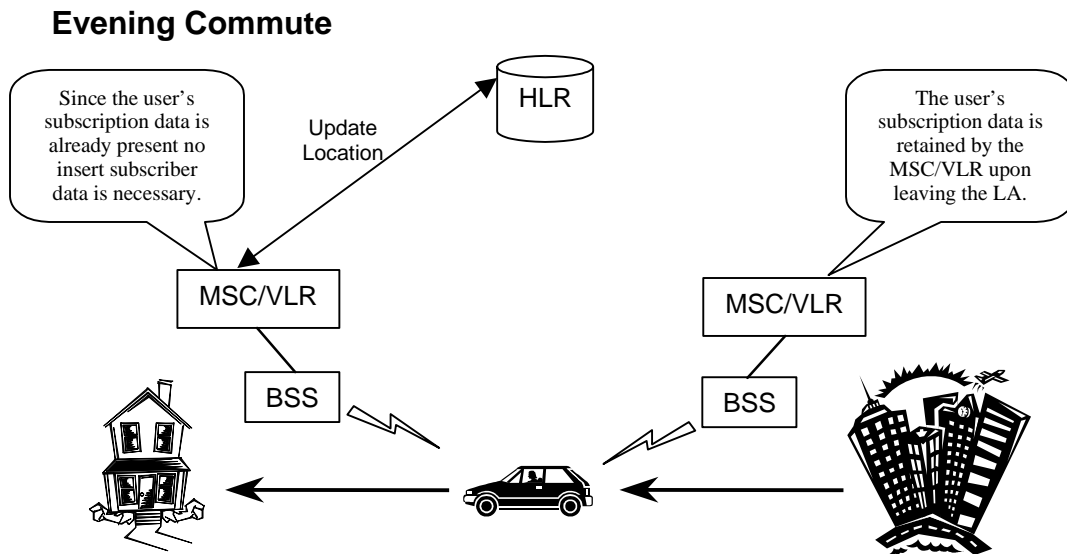 Evening Commute
Since the user's
subscription data is
already present no
insert subscriber
data is necessary.
Update
Location
HLR
The user's
subscription data is
retained by the
MSC/VLR upon
leaving the LA.
MSC/VLR
MSC/VLR
BSS
BSS